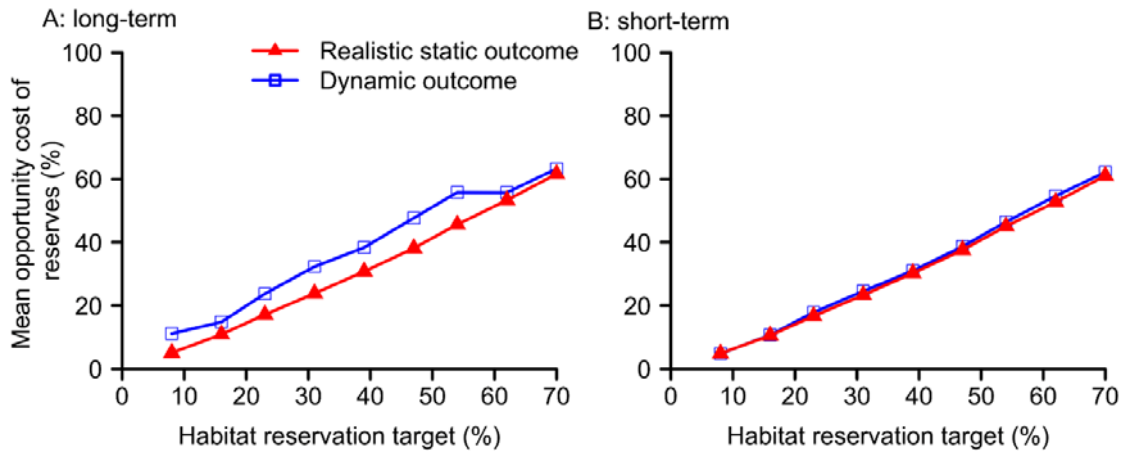 A: long-term
B: short-term
Realistic static outcome
Dynamic outcome
Mean opportunity cost of
reserves (%)
100
80
60
40
20
0
0 10 20 30 40 50 60 70
Habitat reservation target (%)
100
80
60
40
20
0
0 10 20 30 40 50 60 70
Habitat reservation target (%)